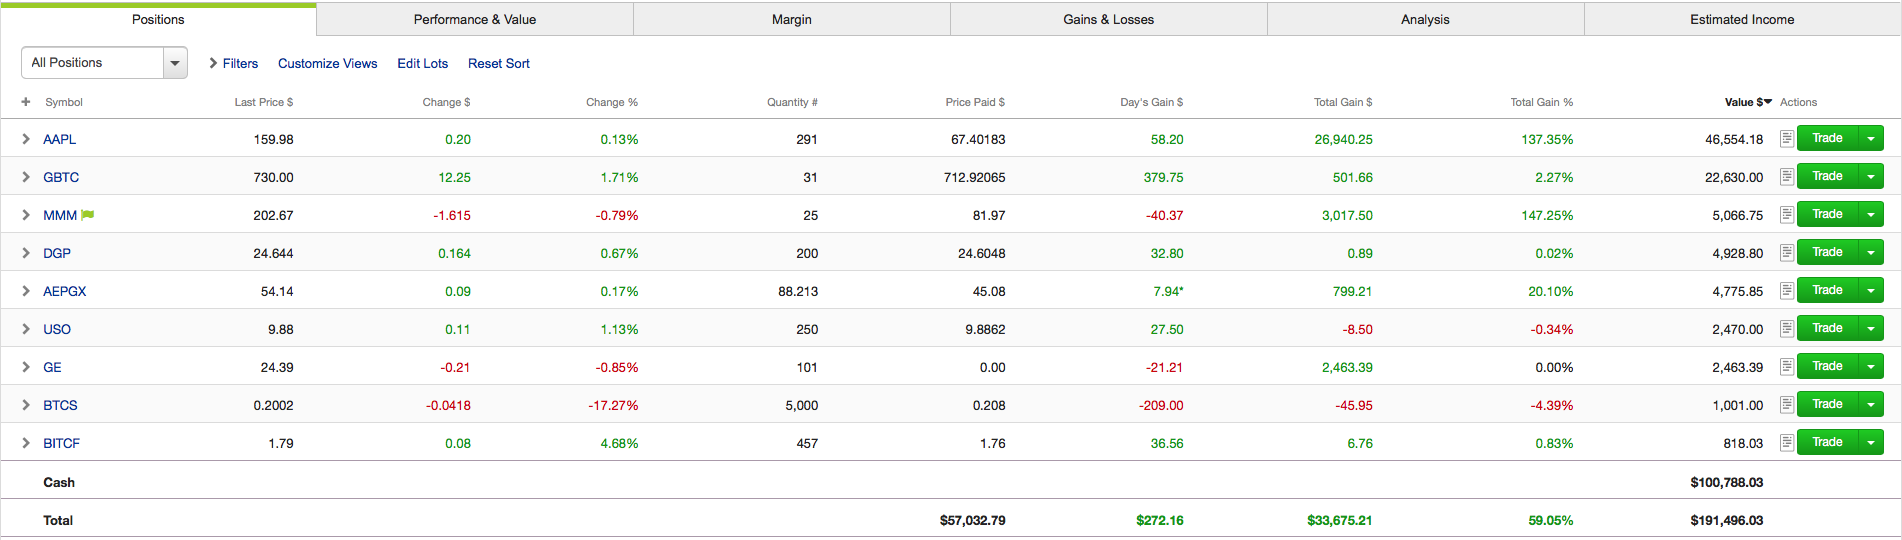 Positions Performance & Value Margin Gains & Losses Analysis Estimated Income
All Positions Filters Customize Views Edit Lots Reset Sort
+ Symbol Last Price $ Change $ Change % Quantity # Price Paid $ Day's Gain $ Total Gain $ Total Gain % Value $ Actions
AAPL 159.98 0.20 0.13% 291 67.40183 58.20 26,940.25 137.35% 46,554.18 Trade
GBTC 730.00 12.25 1.71% 31 712.92065 379.75 501.66 2.27% 22,630.00 Trade
MMM 202.67 -1.615 -0.79% 25 81.97 -40.37 3,017.50 147.25% 5,066.75 Trade
DGP 24.644 0.164 0.67% 200 24.6048 32.80 0.89 0.02% 4,928.80 Trade
AEPGX 54.14 0.09 0.17% 88.213 45.08 7.94* 799.21 20.10% 4,775.85 Trade
USO 9.88 0.11 1.13% 250 9.8862 27.50 -8.50 -0.34% 2,470.00 Trade
GE 24.39 -0.21 -0.85% 101 0.00 -21.21 2,463.39 0.00% 2,463.39 Trade
BTCS 0.2002 -0.0418 -17.27% 5,000 0.208 -209.00 -45.95 -4.39% 1,001.00 Trade
BITCF 1.79 0.08 4.68% 457 1.76 36.56 6.76 0.83% 818.03 Trade
Cash $100,788.03
Total $57,032.79 $272.16 $33,675.21 59.05% $191,496.03